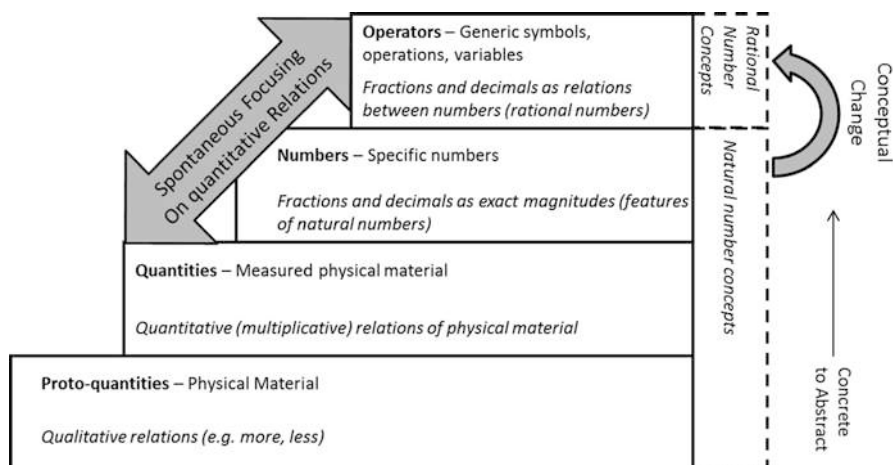 Operators – Generic symbols,
operations, variables
Fractions and decimals as relations
between numbers (rational numbers)
Spontaneous Focusing
On quantitative Relations
Numbers – Specific numbers
Fractions and decimals as exact magnitudes (features
of natural numbers)
Quantities – Measured physical material
Quantitative (multiplicative) relations of physical material
Proto-quantities – Physical Material
Qualitative relations (e.g. more, less)
Rational
Number
Concepts
Natural number concepts
Conceptual
Change
Concrete
to Abstract